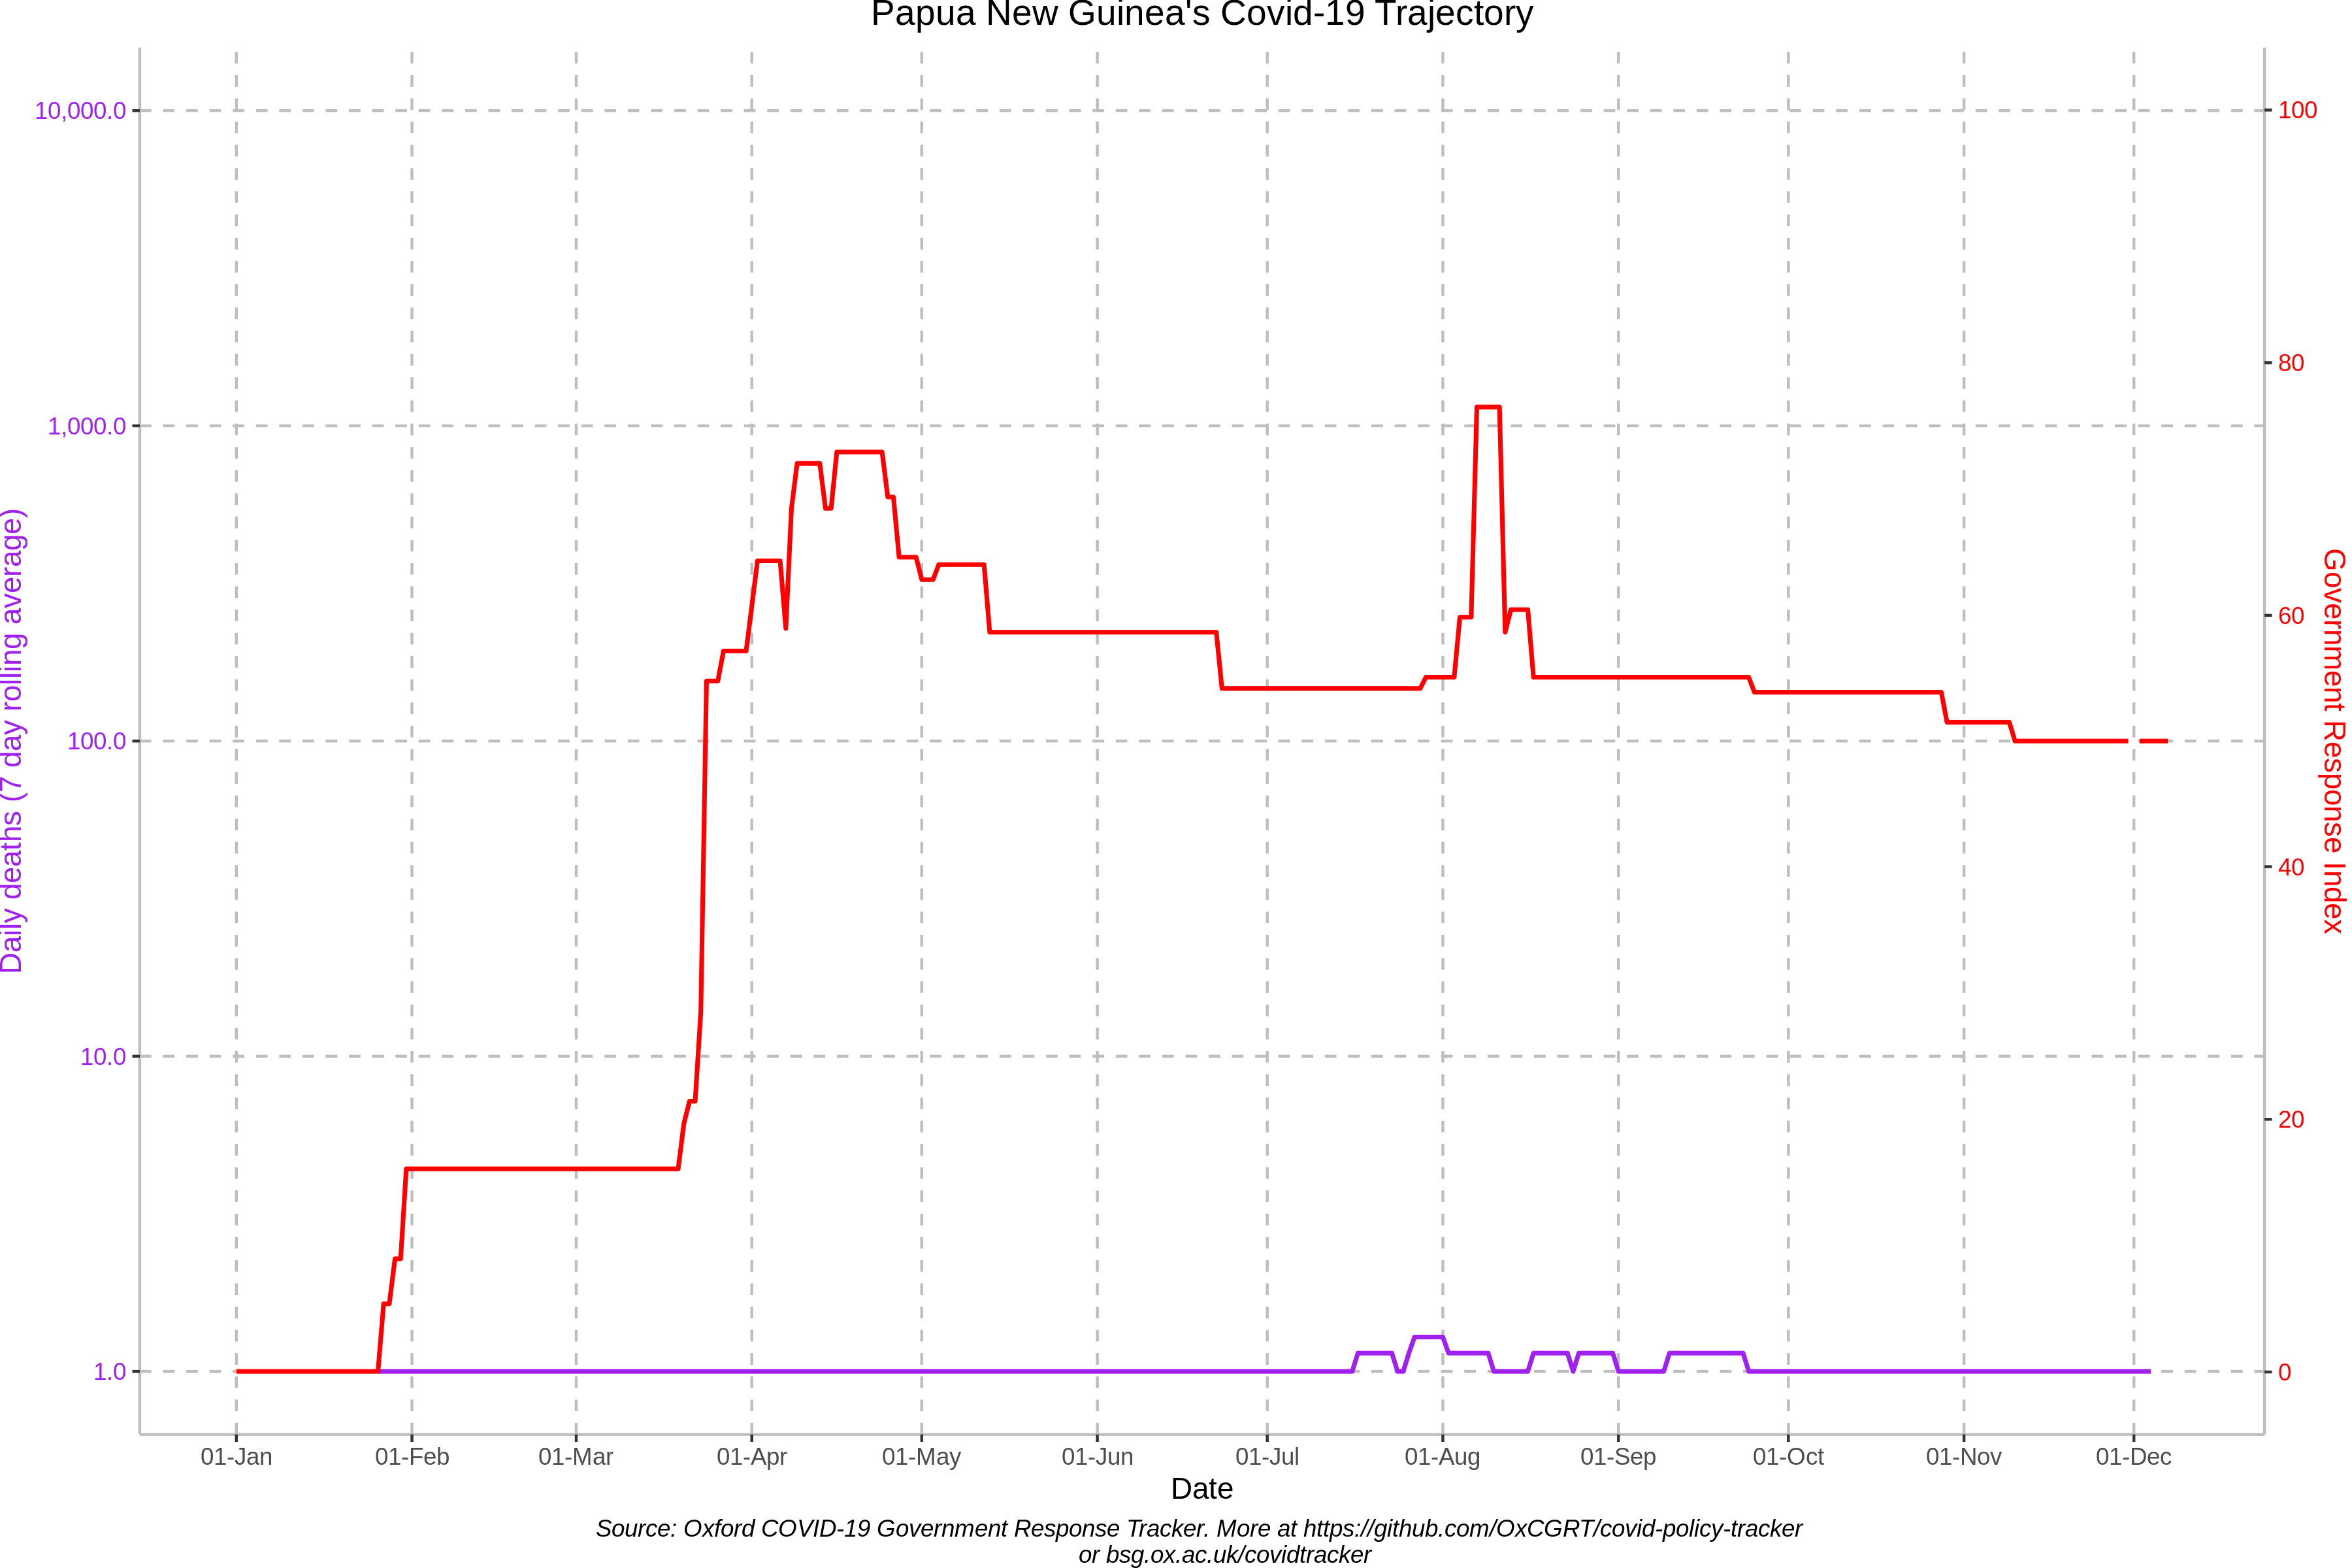 Papua New Guinea's Covid-19 Trajectory
10,000.0
1,000.0
100.0
10.0
1.0
Daily deaths (7 day rolling average)
100
80
60
40
20
0
Government Response Index
01-Jan 01-Feb 01-Mar 01-Apr 01-May 01-Jun 01-Jul 01-Aug 01-Sep 01-Oct 01-Nov 01-Dec
Date
Source: Oxford COVID-19 Government Response Tracker. More at https://github.com/OxCGRT/covid-policy-tracker
or bsg.ox.ac.uk/covidtracker